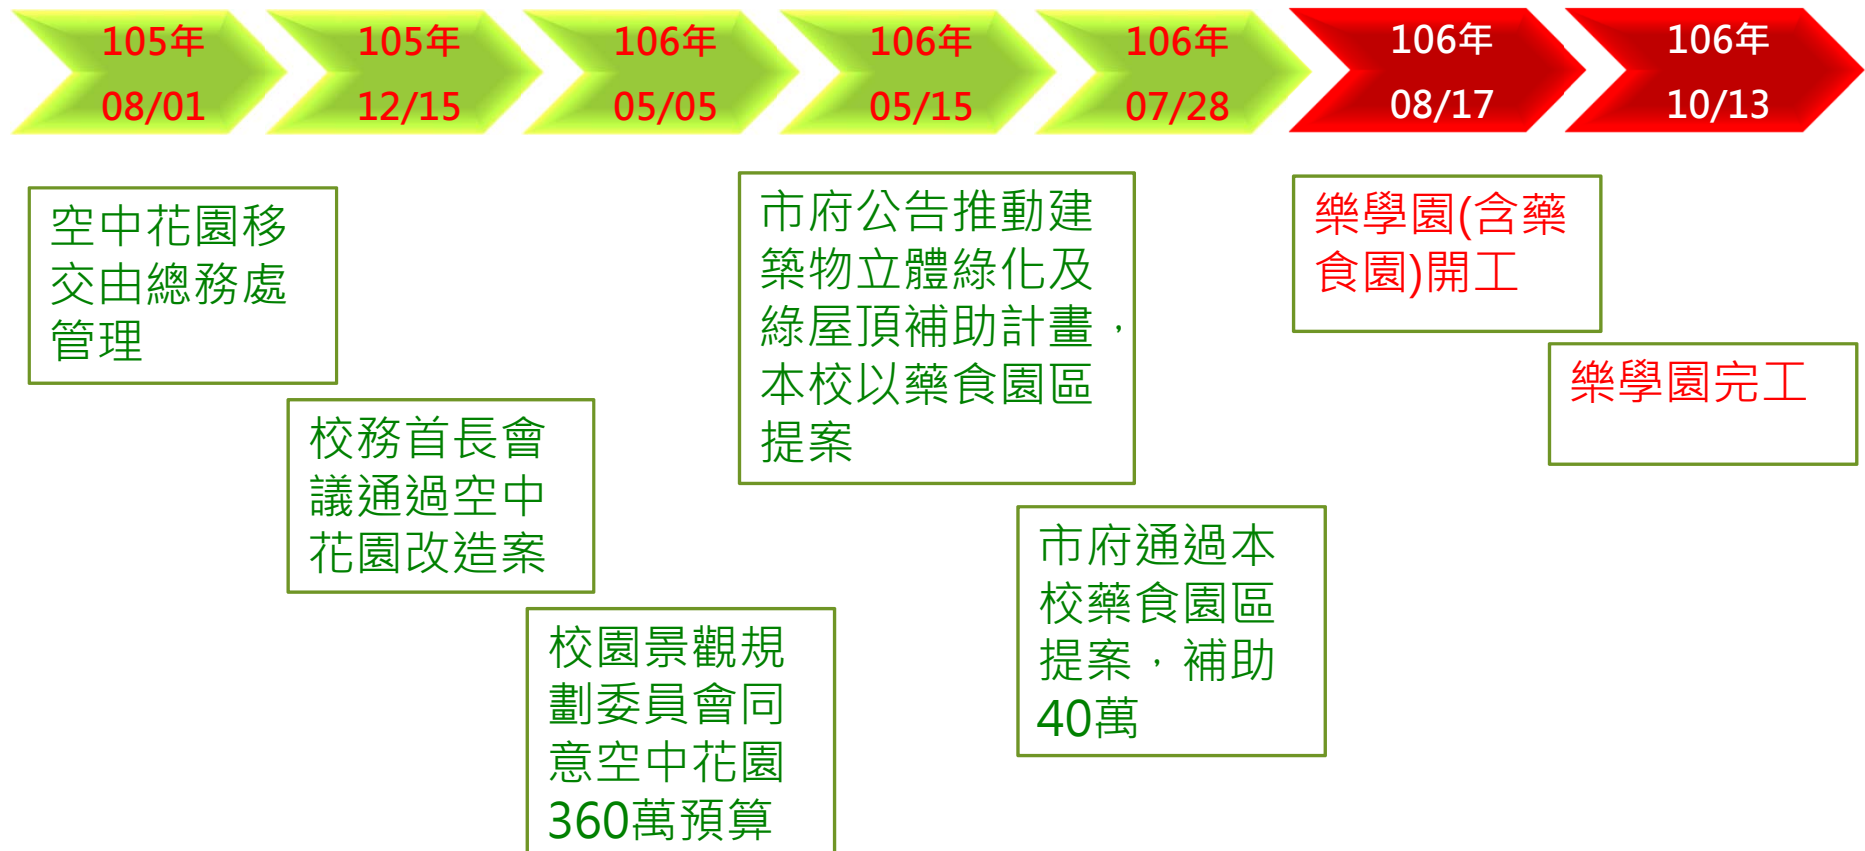 105年
08/01
105年
12/15
106年
05/05
106年
05/15
106年
07/28
106年
08/17
106年
10/13
空中花園移
交由總務處
管理
校務首長會
議通過空中
花園改造案
校園景觀規
劃委員會同
意空中花園
360萬預算
市府公告推動建
築物立體綠化及
綠屋頂補助計畫，
本校以藥食園區
提案
市府通過本
校藥食園區
提案，補助
40萬
樂學園(含藥
食園)開工
樂學園完工